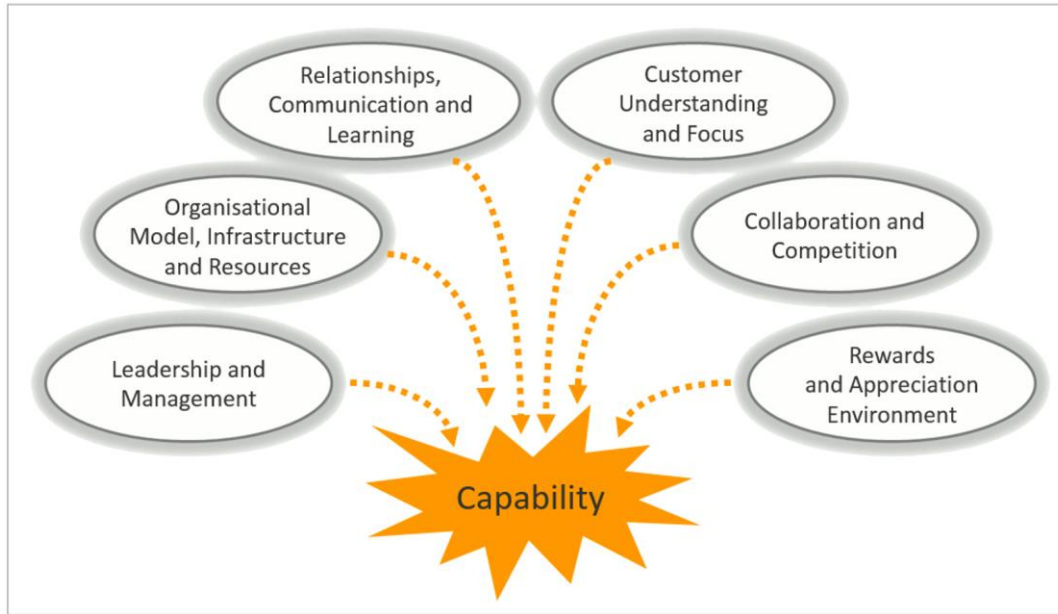 Relationships,
Communication and
Learning
Customer
Understanding
and Focus
Organisational
Model, Infrastructure
and Resources
Collaboration and
Competition
Leadership and
Management
Rewards
and Appreciation
Environment
Capability